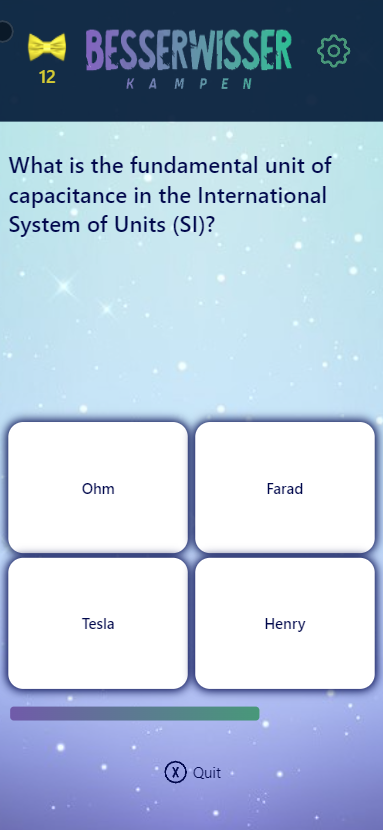 BESSERWISSER
KAMPEN
12
What is the fundamental unit of
capacitance in the International
System of Units (SI)?
Ohm
Farad
Tesla
Henry
X Quit